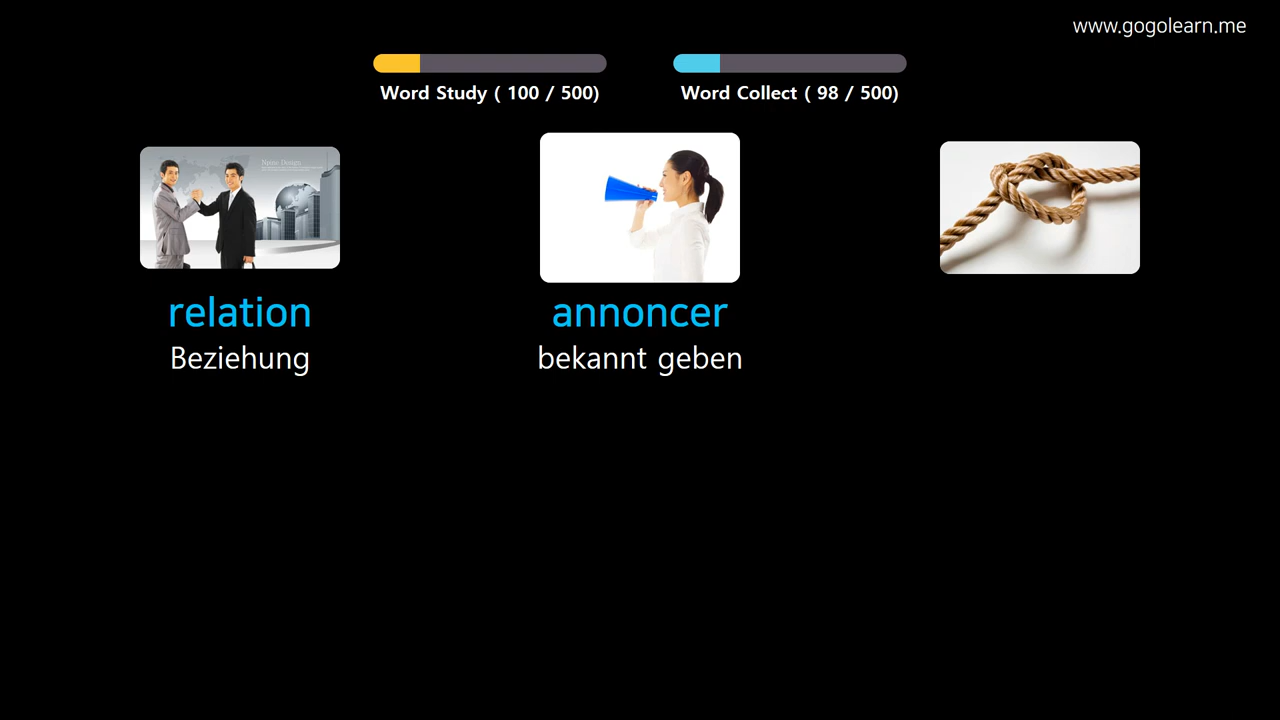 www.gogolearn.me
Word Study ( 100 / 500)
Word Collect ( 98 / 500)
relation
Beziehung
annoncer
bekannt geben